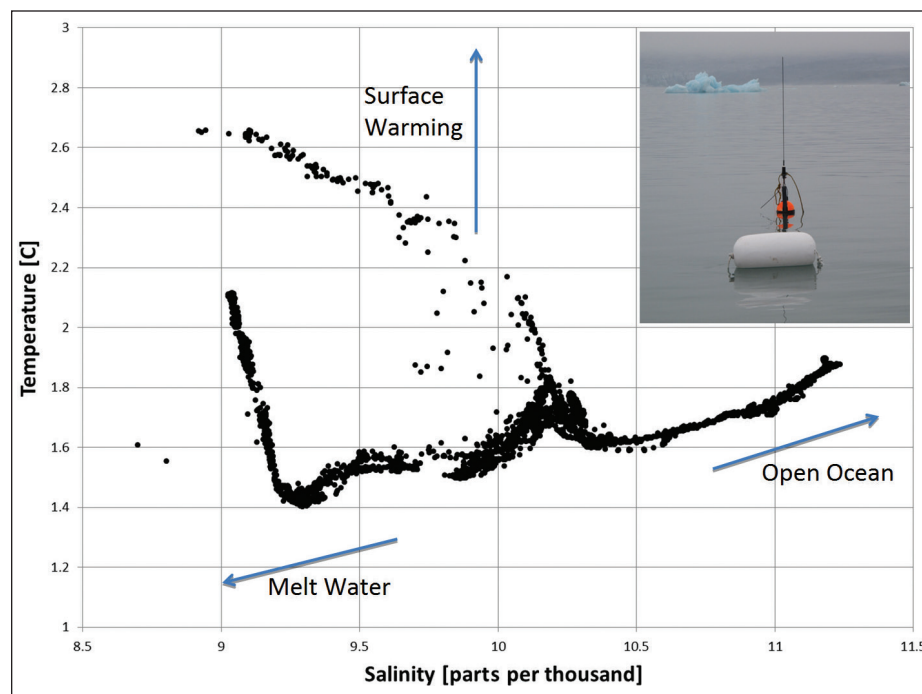 3
2.8
2.6
2.4
2.2
2
1.8
1.6
1.4
1.2
1
Temperature [C]
Surface
Warming
Open Ocean
Melt Water
8.5 9 9.5 10 10.5 11 11.5
Salinity [parts per thousand]